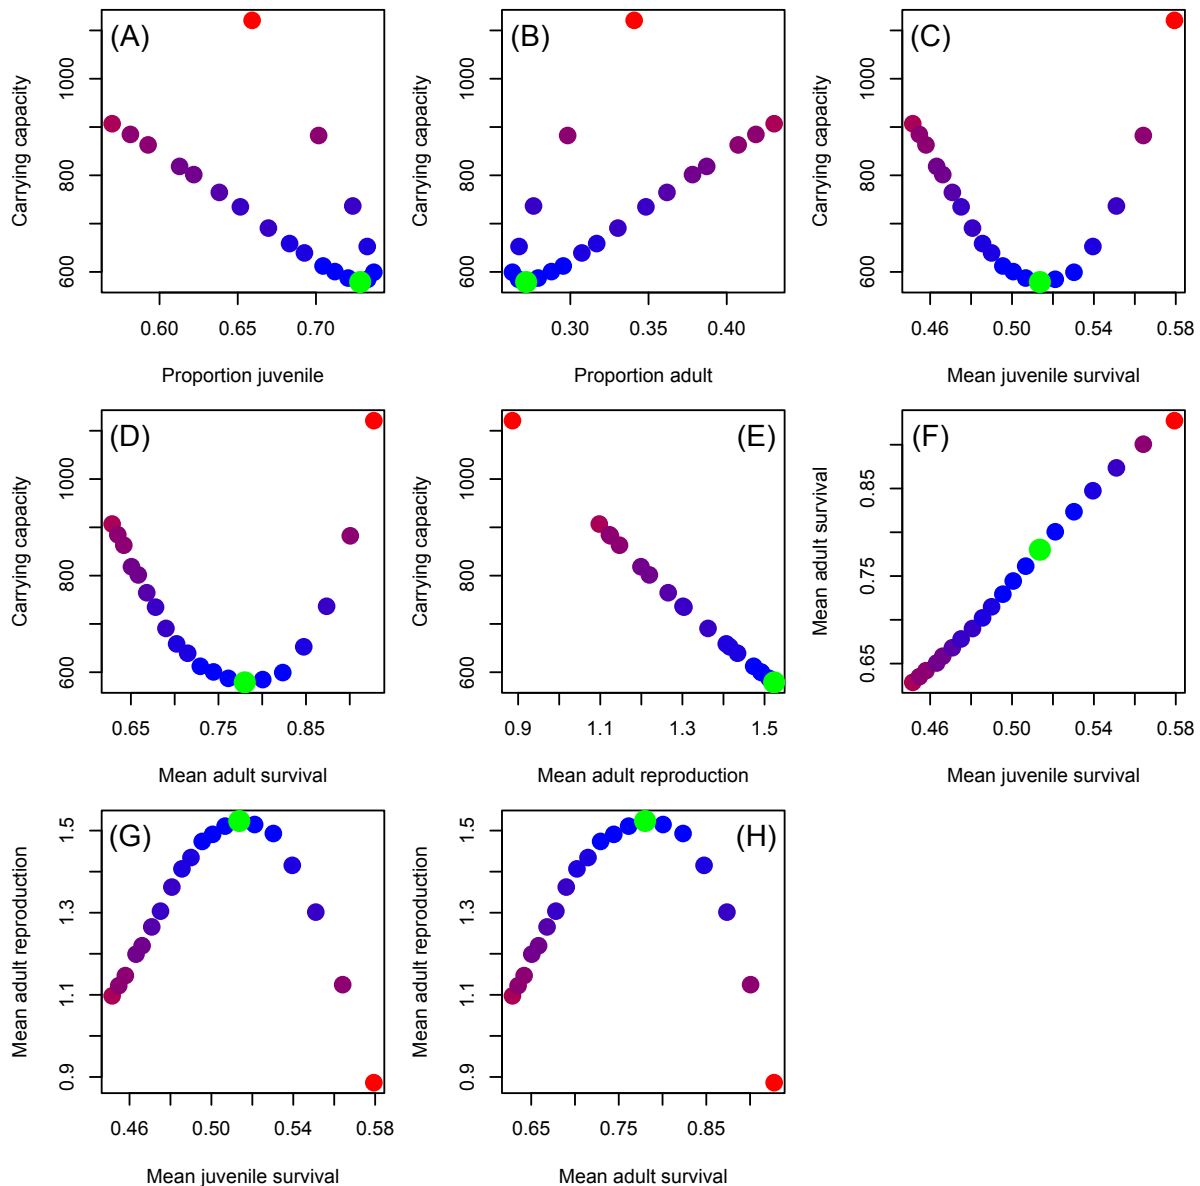 (A)
Carrying capacity
1000
800
600
0.60
0.65
0.70
Proportion juvenile
(B)
Carrying capacity
1000
800
600
0.30
0.35
0.40
Proportion adult
(C)
Carrying capacity
1000
800
600
0.46
0.50
0.54
0.58
Mean juvenile survival
(D)
Carrying capacity
1000
800
600
0.65
0.75
0.85
Mean adult survival
(E)
Carrying capacity
1000
800
600
0.9
1.1
1.3
1.5
Mean adult reproduction
(F)
Mean adult survival
0.85
0.75
0.65
0.46
0.50
0.54
0.58
Mean juvenile survival
(G)
Mean adult reproduction
1.5
1.3
1.1
0.9
0.46
0.50
0.54
0.58
Mean juvenile survival
(H)
Mean adult reproduction
1.5
1.3
1.1
0.9
0.65
0.75
0.85
Mean adult survival